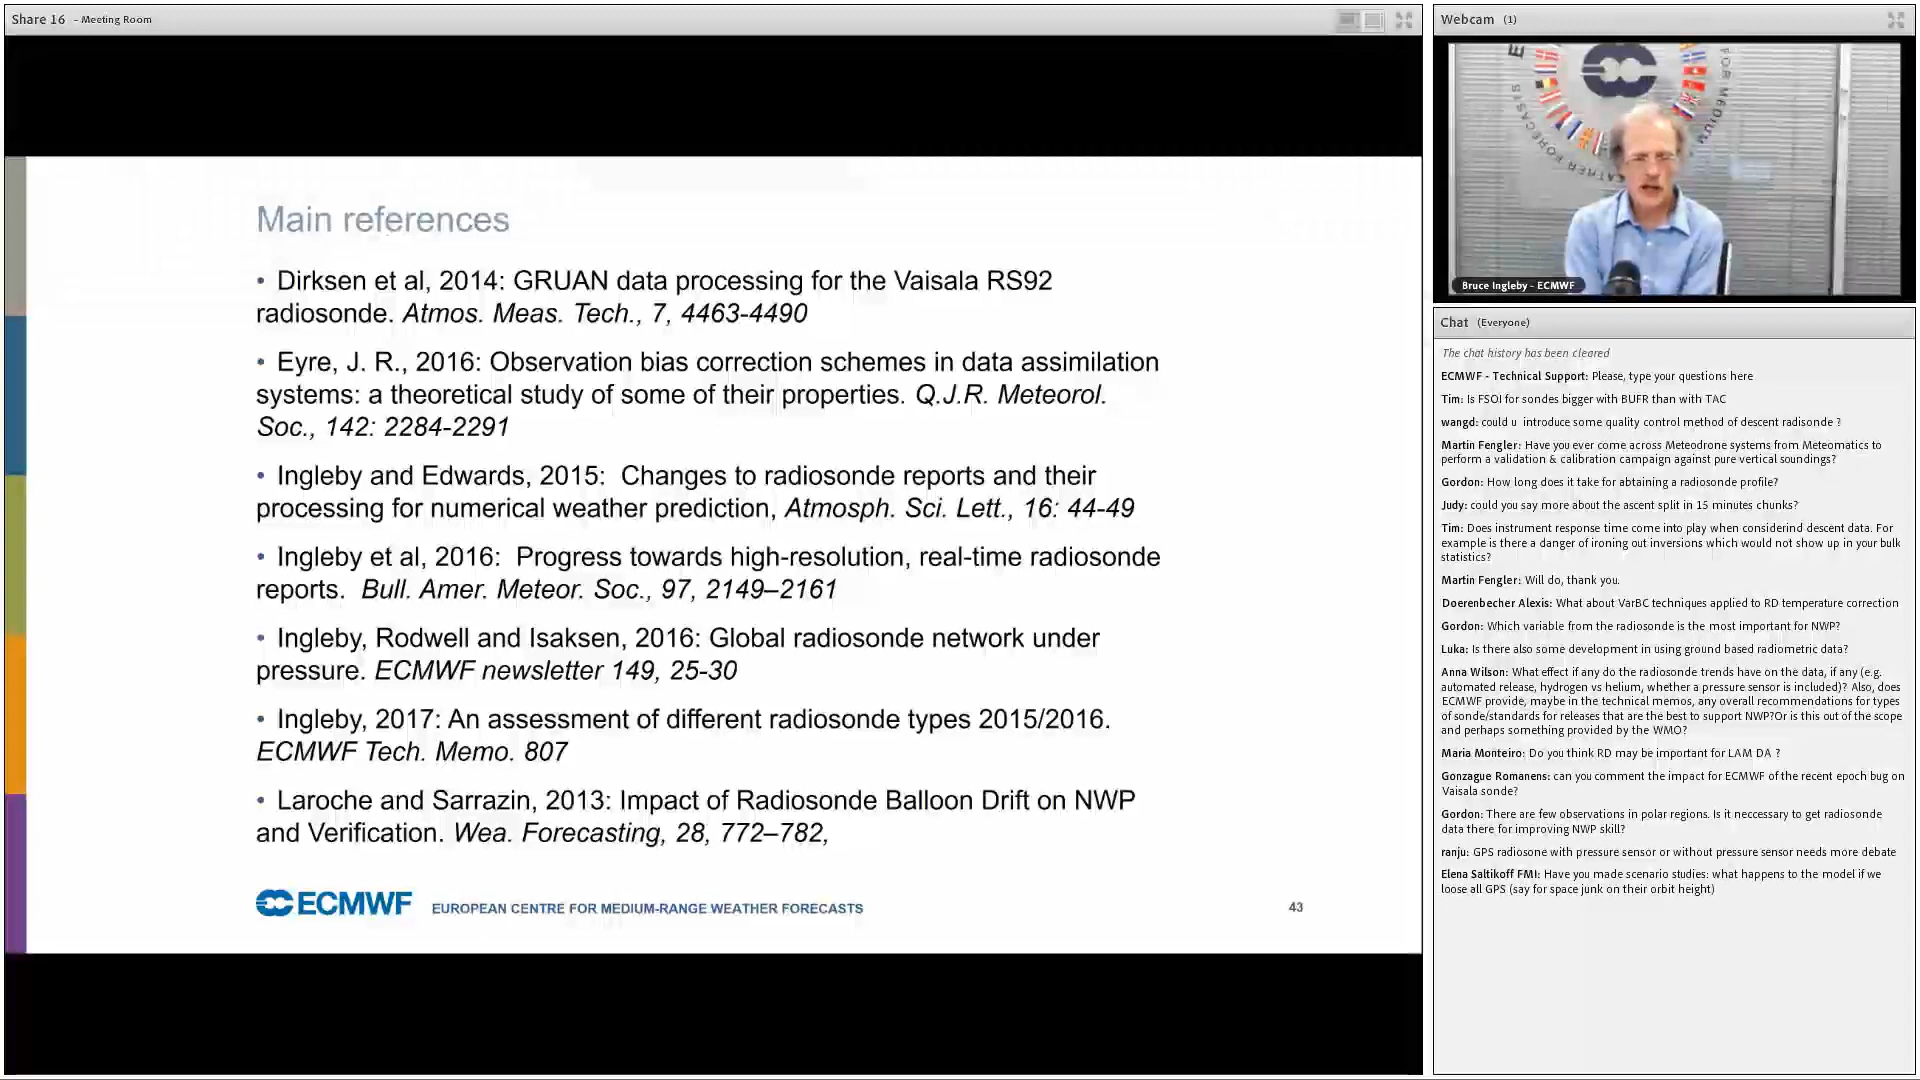 Share 16 - Meeting Room
Main references
• Dirksen et al, 2014: GRUAN data processing for the Vaisala RS92
radiosonde. Atmos. Meas. Tech., 7, 4463-4490
• Eyre, J. R., 2016: Observation bias correction schemes in data assimilation
systems: a theoretical study of some of their properties. Q.J.R. Meteorol.
Soc., 142: 2284-2291
• Ingleby and Edwards, 2015: Changes to radiosonde reports and their
processing for numerical weather prediction, Atmosph. Sci. Lett., 16: 44-49
• Ingleby et al, 2016: Progress towards high-resolution, real-time radiosonde
reports. Bull. Amer. Meteor. Soc., 97, 2149–2161
• Ingleby, Rodwell and Isaksen, 2016: Global radiosonde network under
pressure. ECMWF newsletter 149, 25-30
• Ingleby, 2017: An assessment of different radiosonde types 2015/2016.
ECMWF Tech. Memo. 807
• Laroche and Sarrazin, 2013: Impact of Radiosonde Balloon Drift on NWP
and Verification. Wea. Forecasting, 28, 772–782,
ECMWF EUROPEAN CENTRE FOR MEDIUM-RANGE WEATHER FORECASTS
43
Webcam (1)
FOR MEDIUM
WEATHER FORECASTS
Bruce Ingleby - ECMWF
Chat (Everyone)
The chat history has been cleared
ECMWF - Technical Support: Please, type your questions here
Tim: Is FSOI for sondes bigger with BUFR than with TAC
wangd: could u introduce some quality control method of descent radisonde ?
Martin Fengler: Have you ever come across Meteodrone systems from Meteomatics to
perform a validation & calibration campaign against pure vertical soundings?
Gordon: How long does it take for abtaining a radiosonde profile?
Judy: could you say more about the ascent split in 15 minutes chunks?
Tim: Does instrument response time come into play when considerind descent data. For
example is there a danger of ironing out inversions which would not show up in your bulk
statistics?
Martin Fengler: Will do, thank you.
Doerenbecher Alexis: What about VarBC techniques applied to RD temperature correction
Gordon: Which variable from the radiosonde is the most important for NWP?
Luka: Is there also some development in using ground based radiometric data?
Anna Wilson: What effect if any do the radiosonde trends have on the data, if any (e.g.
automated release, hydrogen vs helium, whether a pressure sensor is included)? Also, does
ECMWF provide, maybe in the technical memos, any overall recommendations for types
of sonde/standards for releases that are the best to support NWP?Or is this out of the scope
and perhaps something provided by the WMO?
Maria Monteiro: Do you think RD may be important for LAM DA ?
Gonzague Romanens: can you comment the impact for ECMWF of the recent epoch bug on
Vaisala sonde?
Gordon: There are few observations in polar regions. Is it neccessary to get radiosonde
data there for improving NWP skill?
ranju: GPS radiosone with pressure sensor or without pressure sensor needs more debate
Elena Saltikoff FMI: Have you made scenario studies: what happens to the model if we
loose all GPS (say for space junk on their orbit height)